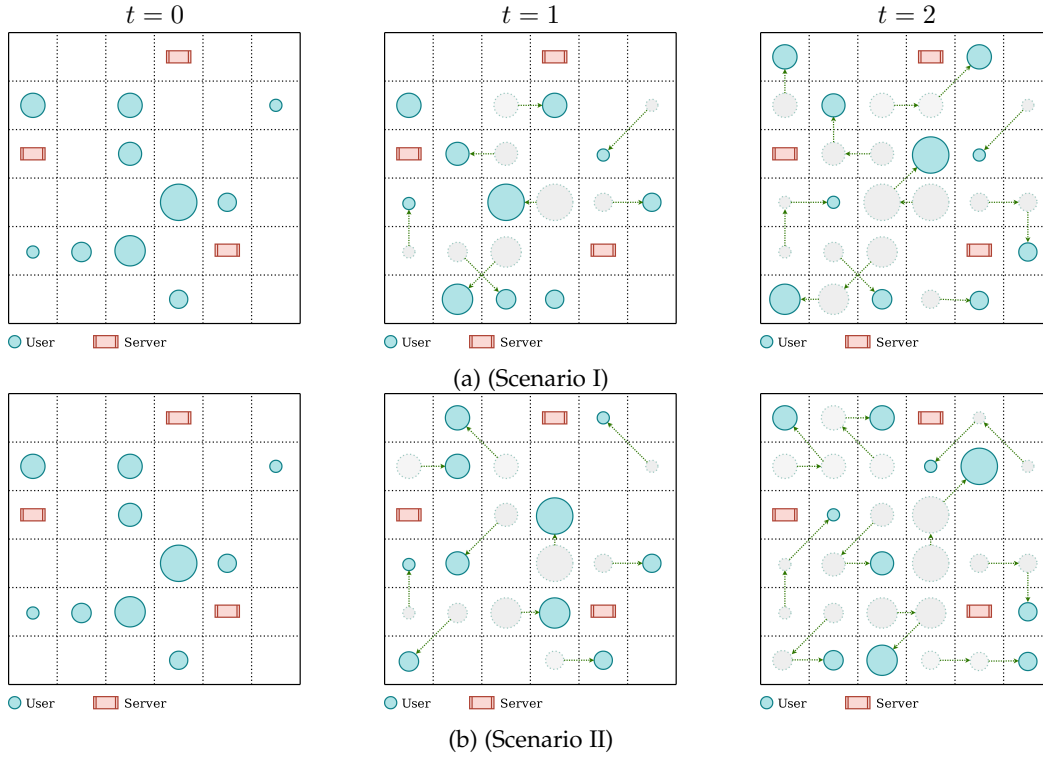 t = 0 t = 1 t = 2
User Server User Server User Server
(a) (Scenario I)
User Server User Server User Server
(b) (Scenario II)